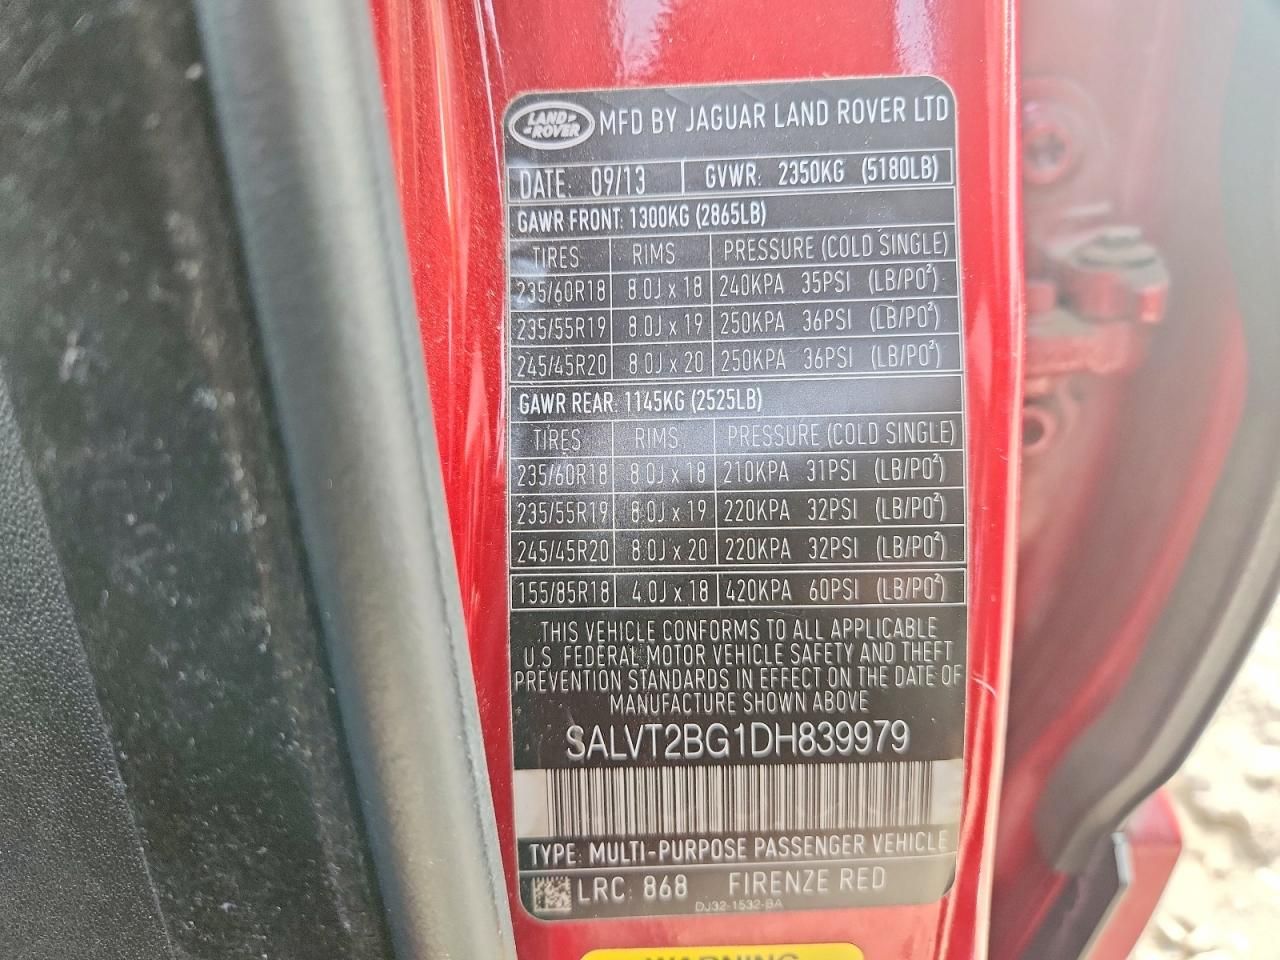 LAND ROVER MFD BY JAGUAR LAND ROVER LTD
DATE: 09/13 GVWR: 2350KG (5180LB)
GAWR FRONT: 1300KG (2865LB)
TIRES RIMS PRESSURE (COLD SINGLE)
235/60R18 8.0J x 18 240KPA 35PSI (LB/PO²)
235/55R19 8.0J x 19 250KPA 36PSI (LB/PO²)
245/45R20 8.0J x 20 250KPA 36PSI (LB/PO²)
GAWR REAR: 1145KG (2525LB)
TIRES RIMS PRESSURE (COLD SINGLE)
235/60R18 8.0J x 18 210KPA 31PSI (LB/PO²)
235/55R19 8.0J x 19 220KPA 32PSI (LB/PO²)
245/45R20 8.0J x 20 220KPA 32PSI (LB/PO²)
155/85R18 4.0J x 18 420KPA 60PSI (LB/PO²)
THIS VEHICLE CONFORMS TO ALL APPLICABLE
U.S. FEDERAL MOTOR VEHICLE SAFETY AND THEFT
PREVENTION STANDARDS IN EFFECT ON THE DATE OF
MANUFACTURE SHOWN ABOVE
SALVT2BG1DH839979
TYPE: MULTI-PURPOSE PASSENGER VEHICLE
LRC: 868 FIRENZE RED
DJ32-1532-BA
WARNING